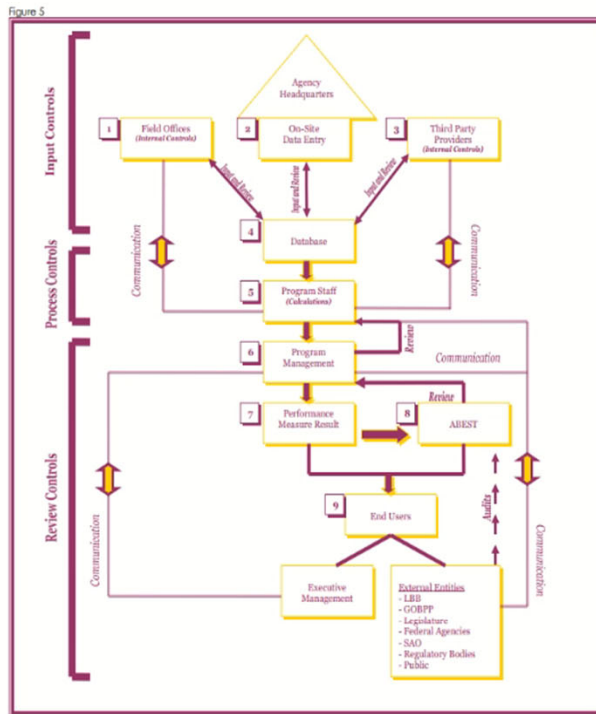 Figure 5
Input Controls
Agency
Headquarters
1
Field Offices
(Internal Controls)
2
On-Site
Data Entry
3
Third Party
Providers
(Internal Controls)
Input and Review
Input and Review
Input and Review
Communication
Communication
4
Database
Process Controls
5
Program Staff
(Calculations)
Review
6
Program
Management
Communication
Review Controls
7
Performance
Measure Result
Review
8
ABEST
Audits
Communication
Communication
9
End Users
Executive
Management
External Entities
- LBB
- GOBPP
- Legislature
- Federal Agencies
- SAO
- Regulatory Bodies
- Public